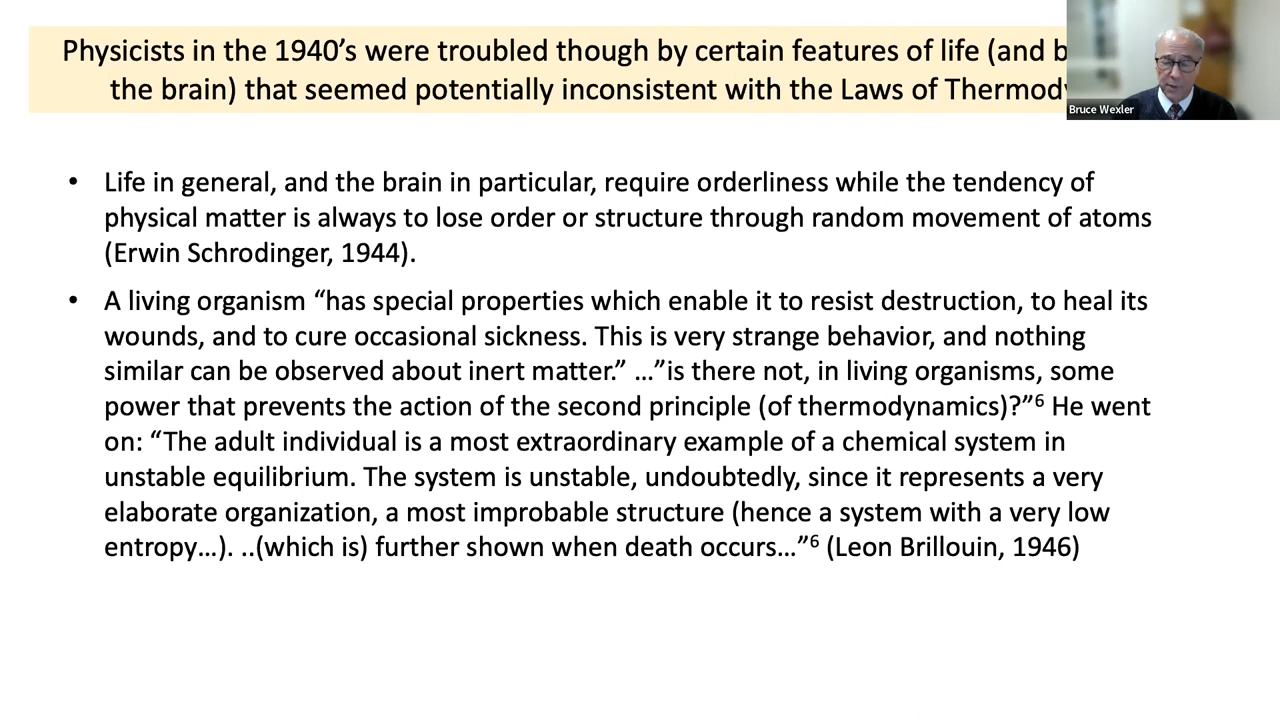 Physicists in the 1940’s were troubled though by certain features of life (and
the brain) that seemed potentially inconsistent with the Laws of
Bruce Wexler
• Life in general, and the brain in particular, require orderliness while the tendency of
physical matter is always to lose order or structure through random movement of atoms
(Erwin Schrodinger, 1944).
• A living organism “has special properties which enable it to resist destruction, to heal its
wounds, and to cure occasional sickness. This is very strange behavior, and nothing
similar can be observed about inert matter.” …”is there not, in living organisms, some
power that prevents the action of the second principle (of thermodynamics)?”⁶ He went
on: “The adult individual is a most extraordinary example of a chemical system in
unstable equilibrium. The system is unstable, undoubtedly, since it represents a very
elaborate organization, a most improbable structure (hence a system with a very low
entropy…). ..(which is) further shown when death occurs…”⁶ (Leon Brillouin, 1946)